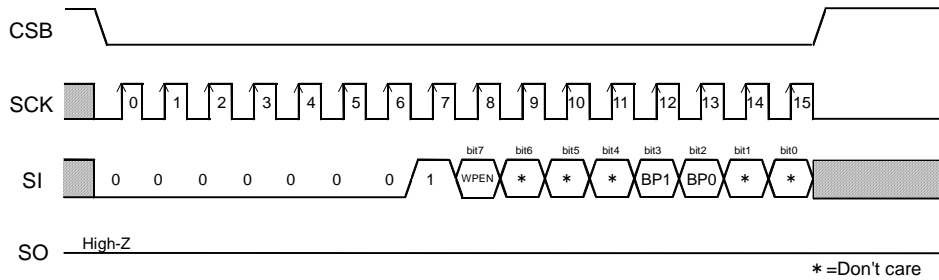 CSB
SCK 0 1 2 3 4 5 6 7 8 9 10 11 12 13 14 15
bit7 bit6 bit5 bit4 bit3 bit2 bit1 bit0
SI 0 0 0 0 0 0 0 1 WPEN * * * BP1 BP0 * *
SO High-Z
* =Don't care